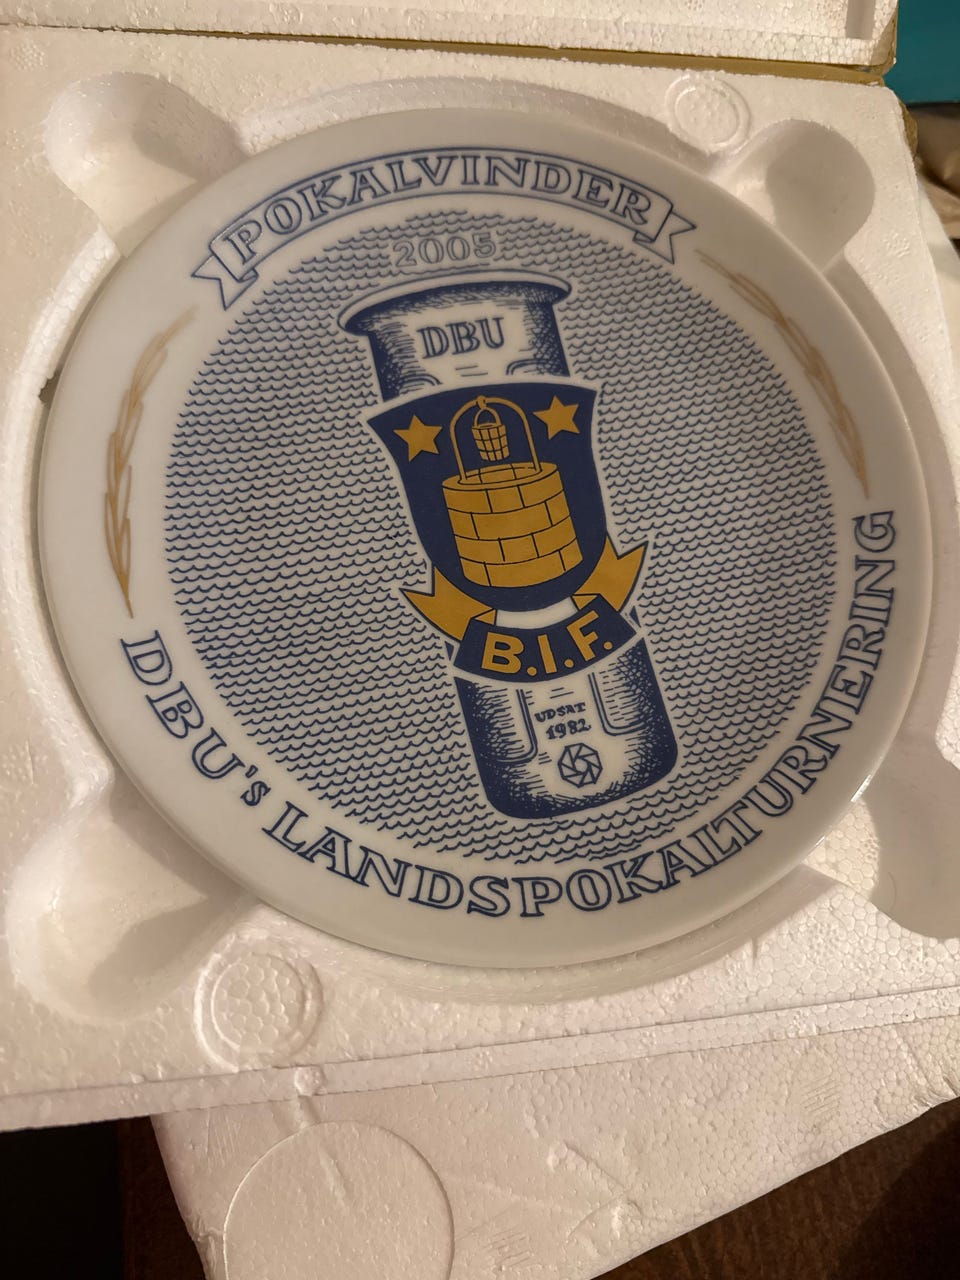 POKALVINDER
2005
DBU
B.I.F.
UDSAT
1982
DBU's LANDSPOKALTURNERING